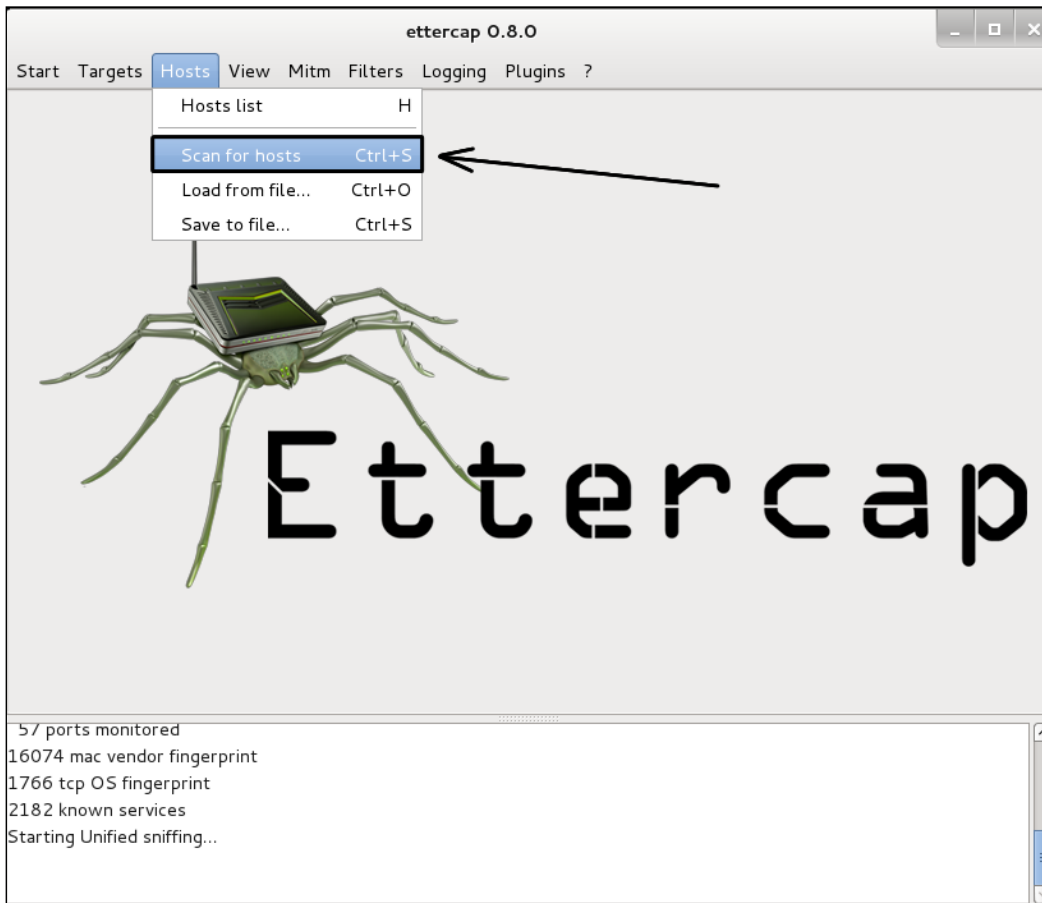 ettercap 0.8.0
Start Targets Hosts View Mitm Filters Logging Plugins ?
Hosts list H
Scan for hosts Ctrl+S
Load from file... Ctrl+O
Save to file... Ctrl+S
Ettercap
57 ports monitored
16074 mac vendor fingerprint
1766 tcp OS fingerprint
2182 known services
Starting Unified sniffing...